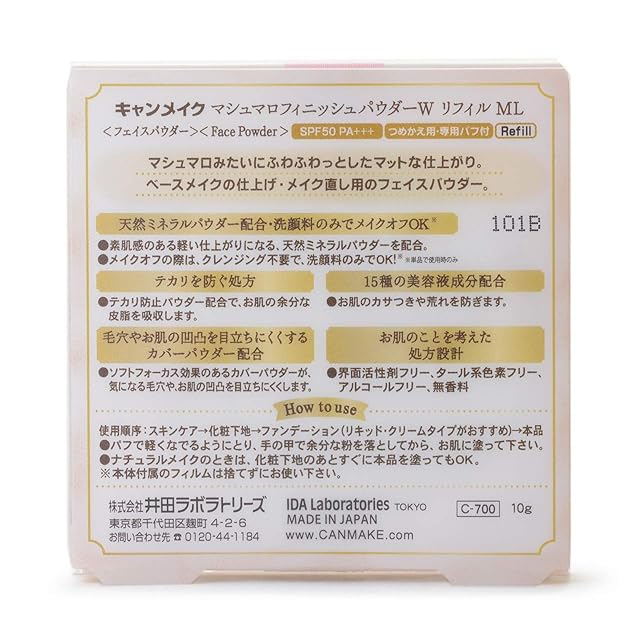 キャンメイク マシュマロフィニッシュパウダーW リフィル ML
＜フェイスパウダー＞＜Face Powder＞ SPF50 PA+++ つめかえ用・専用パフ付 Refill
マシュマロみたいにふわふわっとしたマットな仕上がり。
ベースメイクの仕上げ・メイク直し用のフェイスパウダー。
天然ミネラルパウダー配合・洗顔料のみでメイクオフOK※
101B
●素肌感のある軽い仕上がりになる、天然ミネラルパウダーを配合。
●メイクオフの際は、クレンジング不要で、洗顔料のみでOK!※ ※単品で使用時のみ
テカリを防ぐ処方
●テカリ防止パウダー配合で、お肌の余分な
皮脂を吸収します。
15種の美容液成分配合
●お肌のカサつきや荒れを防ぎます。
毛穴やお肌の凹凸を目立ちにくくする
カバーパウダー配合
●ソフトフォーカス効果のあるカバーパウダーが、
気になる毛穴や、お肌の凹凸を目立ちにくくします。
お肌のことを考えた
処方設計
●界面活性剤フリー、タール系色素フリー、
アルコールフリー、無香料
How to use
使用順序：スキンケア→化粧下地→ファンデーション(リキッド・クリームタイプがおすすめ)→本品
●パフで軽くなでるようにとり、手の甲で余分な粉を落としてから、お肌に塗って下さい。
●ナチュラルメイクのときは、化粧下地のあとすぐに本品を塗ってもOK。
※本体付属のフィルムは捨てずにお使い下さい。
株式会社 井田ラボラトリーズ
東京都千代田区麹町 4-2-6
お問い合わせ先 ☎ 0120-44-1184
IDA Laboratories TOKYO
MADE IN JAPAN
www.CANMAKE.com
C-700 10g